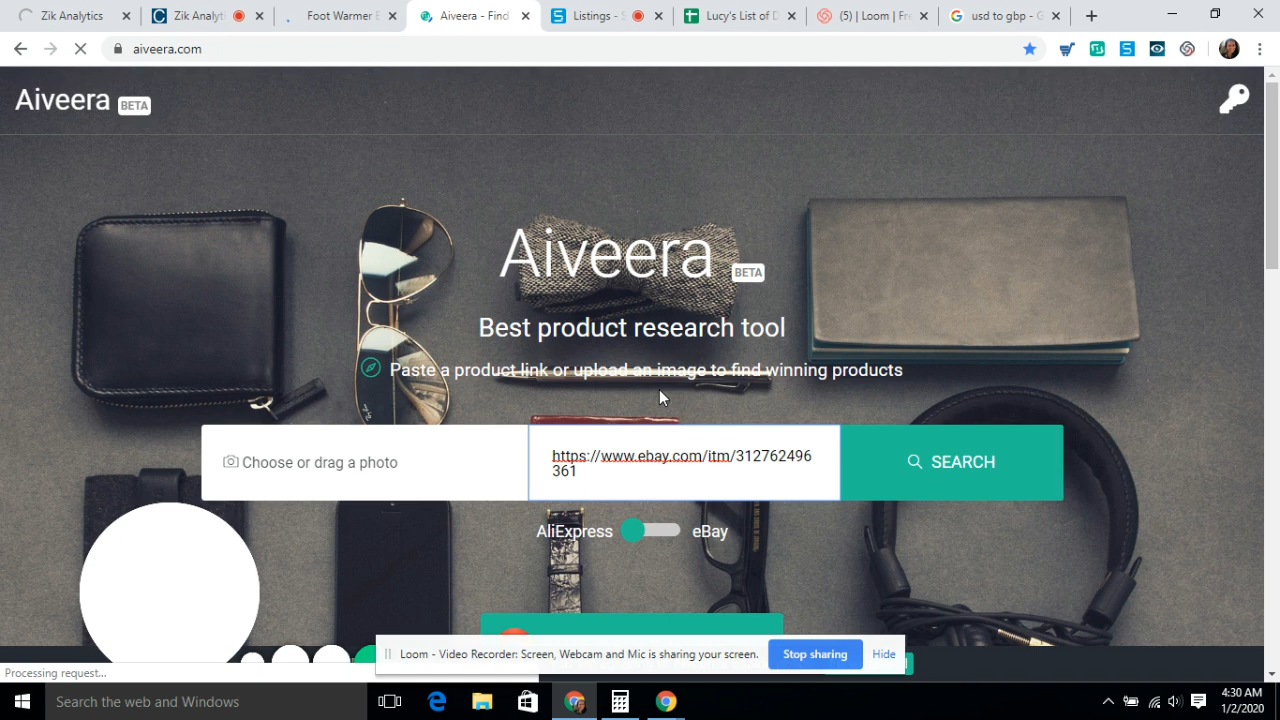 Zik Analytics
Zik Analyti
Foot Warmer E
Aiveera - Find
Listings - S
Lucy's List of D
(5) | Loom | Fre
usd to gbp - G
aiveera.com
Aiveera BETA
Aiveera BETA
Best product research tool
Paste a product link or upload an image to find winning products
Choose or drag a photo
https://www.ebay.com/itm/312762496
361
SEARCH
AliExpress eBay
Loom - Video Recorder: Screen, Webcam and Mic is sharing your screen. Stop sharing Hide
Processing request...
Search the web and Windows
4:30 AM
1/2/2020